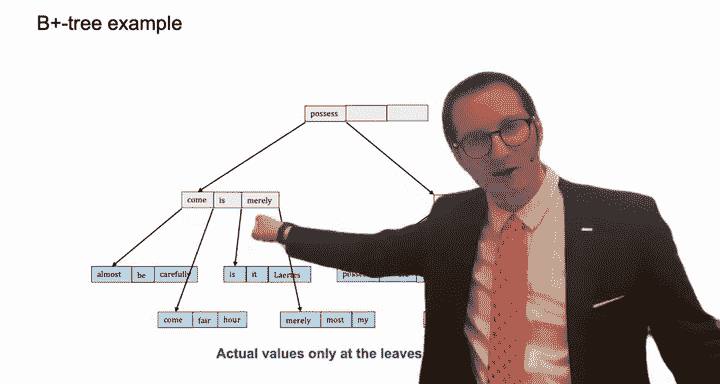 B+-tree example
possess
come is merely
almost be carefully is it Laertes
come fair hour merely most my
Actual values only at the leaves